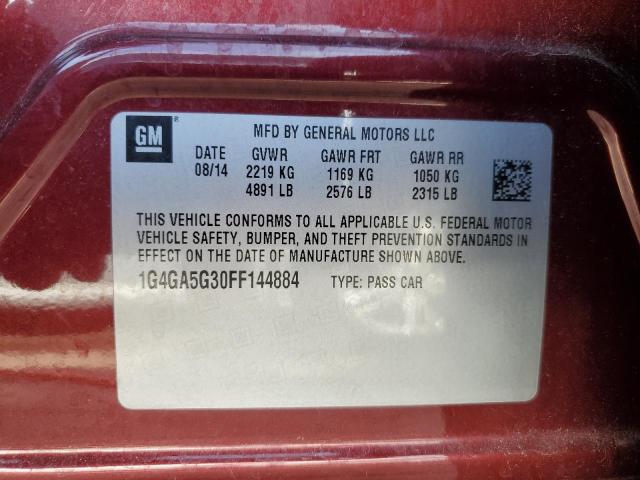 GM®
MFD BY GENERAL MOTORS LLC
DATE GVWR GAWR FRT GAWR RR
08/14 2219 KG 1169 KG 1050 KG
4891 LB 2576 LB 2315 LB
THIS VEHICLE CONFORMS TO ALL APPLICABLE U.S. FEDERAL MOTOR
VEHICLE SAFETY, BUMPER, AND THEFT PREVENTION STANDARDS IN
EFFECT ON THE DATE OF MANUFACTURE SHOWN ABOVE.
1G4GA5G30FF144884 TYPE: PASS CAR